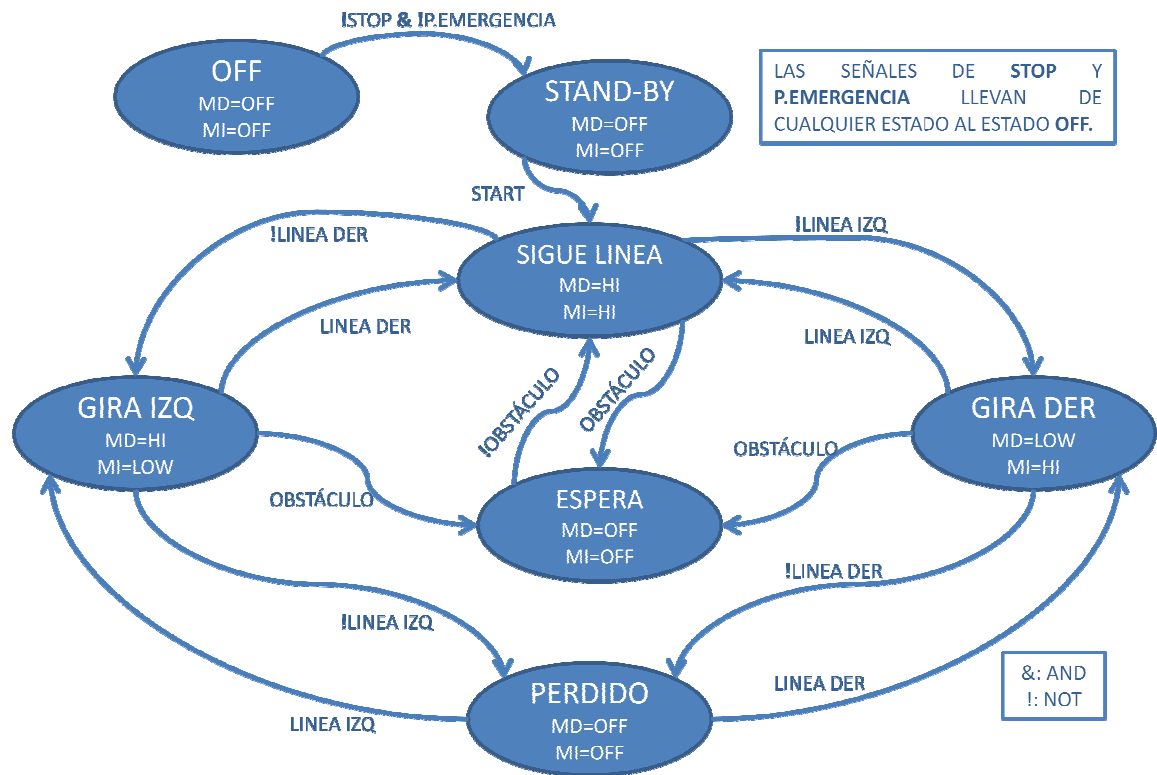 !STOP & !P.EMERGENCIA
OFF
MD=OFF
MI=OFF
STAND-BY
MD=OFF
MI=OFF
LAS SEÑALES DE STOP Y
P.EMERGENCIA LLEVAN DE
CUALQUIER ESTADO AL ESTADO OFF.
START
!LINEA DER
!LINEA IZQ
SIGUE LINEA
MD=HI
MI=HI
LINEA DER
LINEA IZQ
!OBSTÁCULO
OBSTÁCULO
GIRA IZQ
MD=HI
MI=LOW
GIRA DER
MD=LOW
MI=HI
OBSTÁCULO
OBSTÁCULO
ESPERA
MD=OFF
MI=OFF
!LINEA IZQ
!LINEA DER
PERDIDO
MD=OFF
MI=OFF
LINEA IZQ
LINEA DER
&: AND
!: NOT